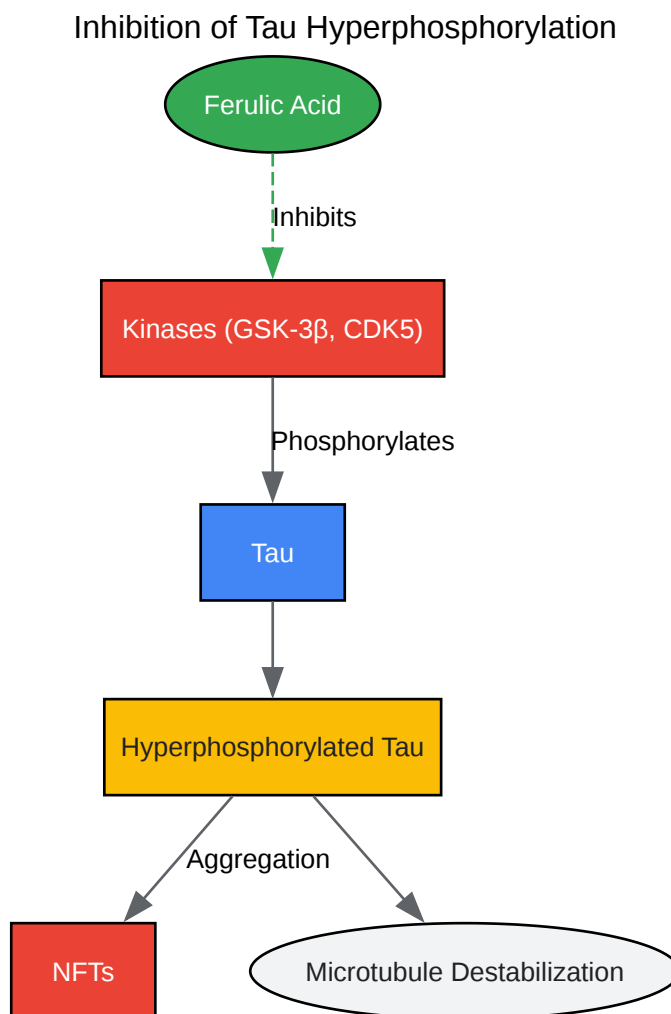 Inhibition of Tau Hyperphosphorylation
Ferulic Acid
Inhibits
Kinases (GSK-3β, CDK5)
Phosphorylates
Tau
Hyperphosphorylated Tau
Aggregation
NFTs
Microtubule Destabilization